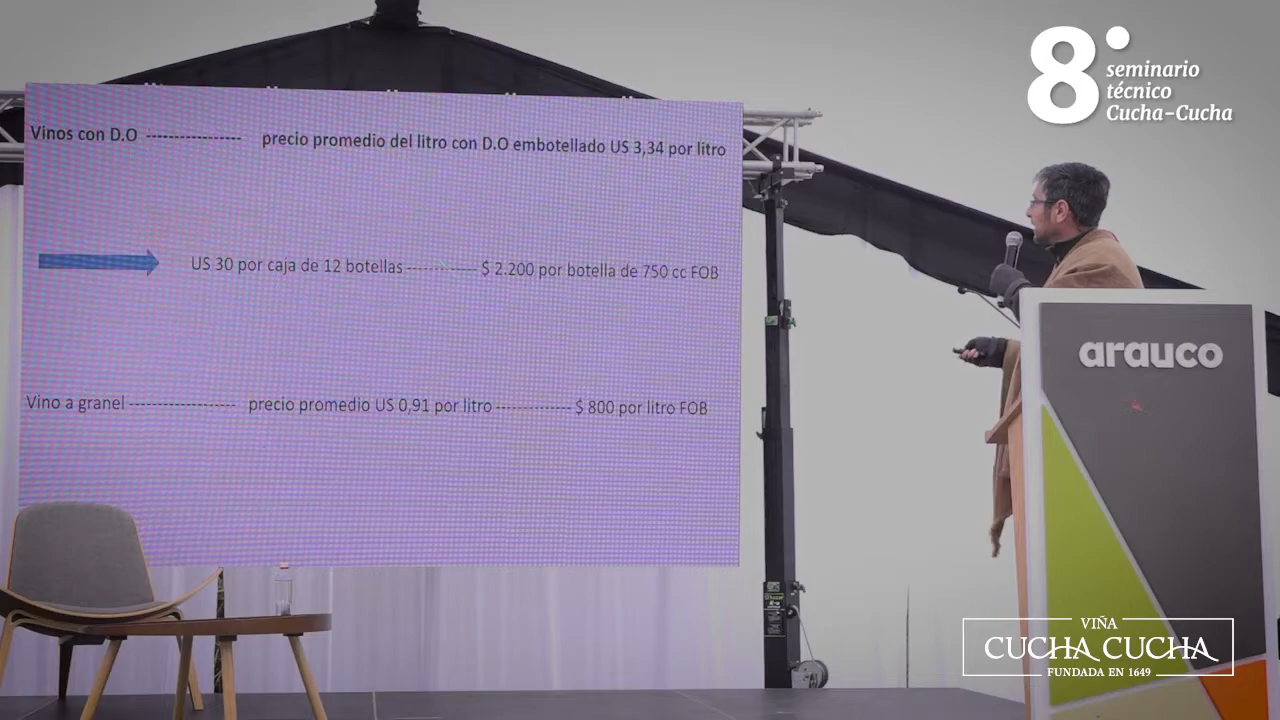 8° seminario
técnico
Cucha-Cucha
Vinos con D.O ----------------- precio promedio del litro con D.O embotellado US 3,34 por litro
US 30 por caja de 12 botellas ------------ $ 2.200 por botella de 750 cc FOB
Vino a granel ------------------- precio promedio US 0,91 por litro ------------- $ 800 por litro FOB
arauco
VIÑA
CUCHA CUCHA
FUNDADA EN 1649